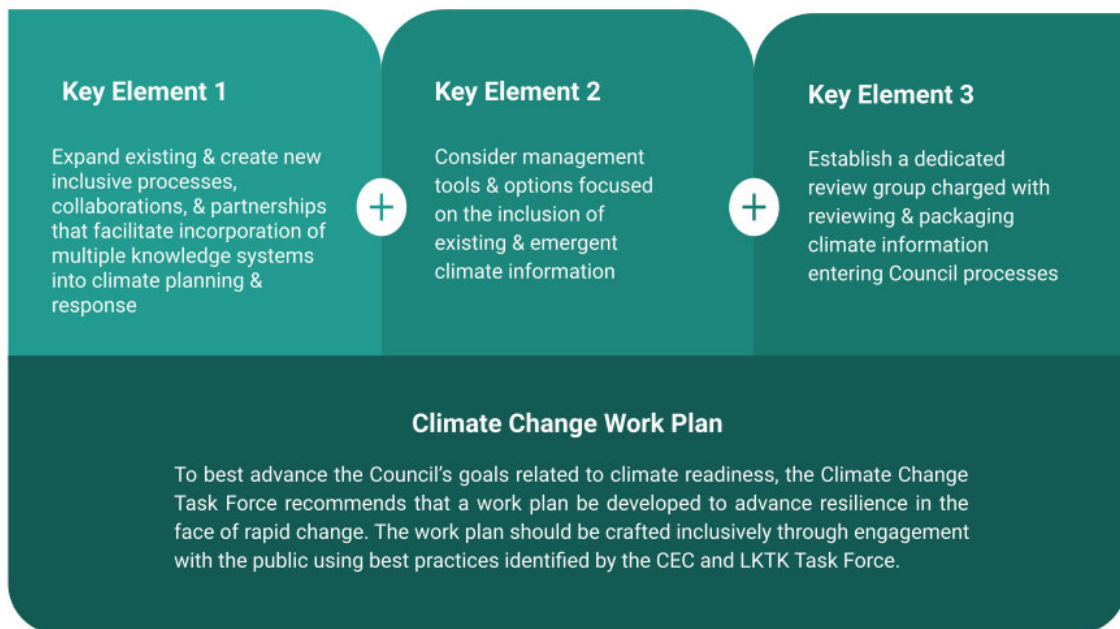 Key Element 1
Expand existing & create new
inclusive processes,
collaborations, & partnerships
that facilitate incorporation of
multiple knowledge systems
into climate planning &
response
+
Key Element 2
Consider management
tools & options focused
on the inclusion of
existing & emergent
climate information
+
Key Element 3
Establish a dedicated
review group charged with
reviewing & packaging
climate information
entering Council processes
Climate Change Work Plan
To best advance the Council’s goals related to climate readiness, the Climate Change
Task Force recommends that a work plan be developed to advance resilience in the
face of rapid change. The work plan should be crafted inclusively through engagement
with the public using best practices identified by the CEC and LKTK Task Force.